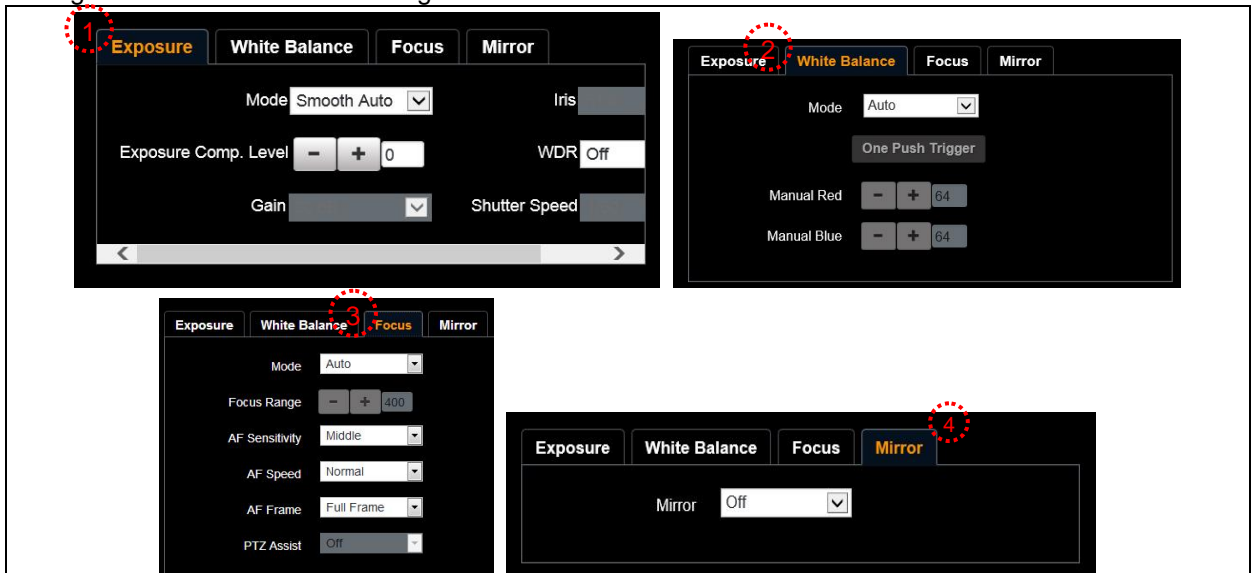 1
Exposure White Balance Focus Mirror
Mode Smooth Auto Iris
Exposure Comp. Level - + 0 WDR Off
Gain Shutter Speed
2
Exposure White Balance Focus Mirror
Mode Auto
One Push Trigger
Manual Red - + 64
Manual Blue - + 64
3
Exposure White Balance Focus Mirror
Mode Auto
Focus Range - + 400
AF Sensitivity Middle
AF Speed Normal
AF Frame Full Frame
PTZ Assist Off
4
Exposure White Balance Focus Mirror
Mirror Off